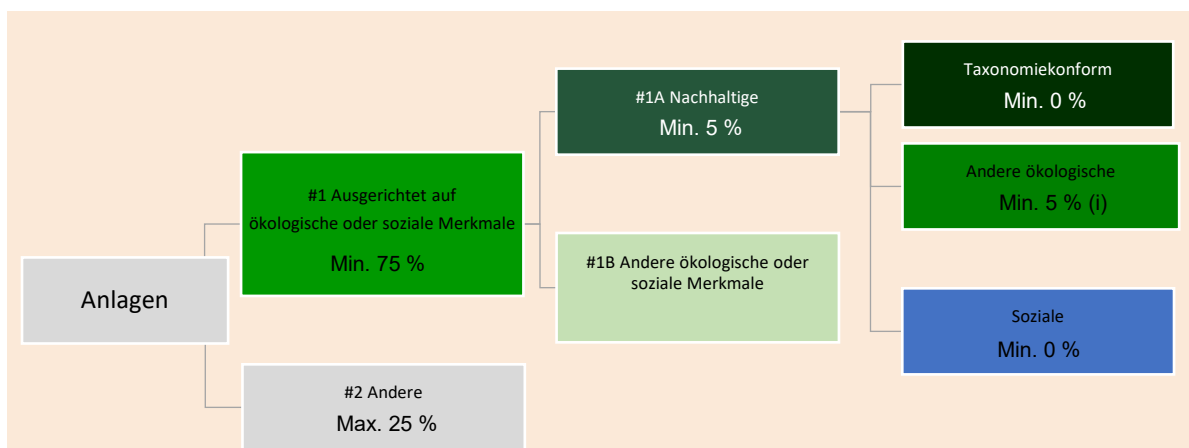 Anlagen
#1 Ausgerichtet auf
ökologische oder soziale Merkmale
Min. 75 %
#2 Andere
Max. 25 %
#1A Nachhaltige
Min. 5 %
#1B Andere ökologische oder
soziale Merkmale
Taxonomiekonform
Min. 0 %
Andere ökologische
Min. 5 % (i)
Soziale
Min. 0 %